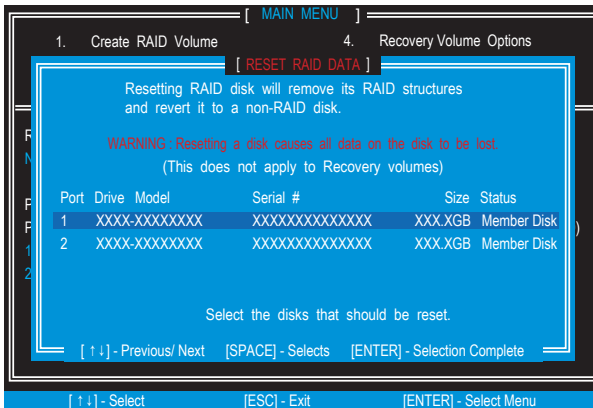 [ MAIN MENU ]
1. Create RAID Volume 4. Recovery Volume Options
[ RESET RAID DATA ]
Resetting RAID disk will remove its RAID structures
and revert it to a non-RAID disk.
WARNING : Resetting a disk causes all data on the disk to be lost.
(This does not apply to Recovery volumes)
Port Drive Model Serial # Size Status
1 XXXX-XXXXXXXX XXXXXXXXXXXXXX XXX.XGB Member Disk
2 XXXX-XXXXXXXX XXXXXXXXXXXXXX XXX.XGB Member Disk
Select the disks that should be reset.
[ ↑↓] - Previous/ Next [SPACE] - Selects [ENTER] - Selection Complete
[ ↑↓] - Select [ESC] - Exit [ENTER] - Select Menu